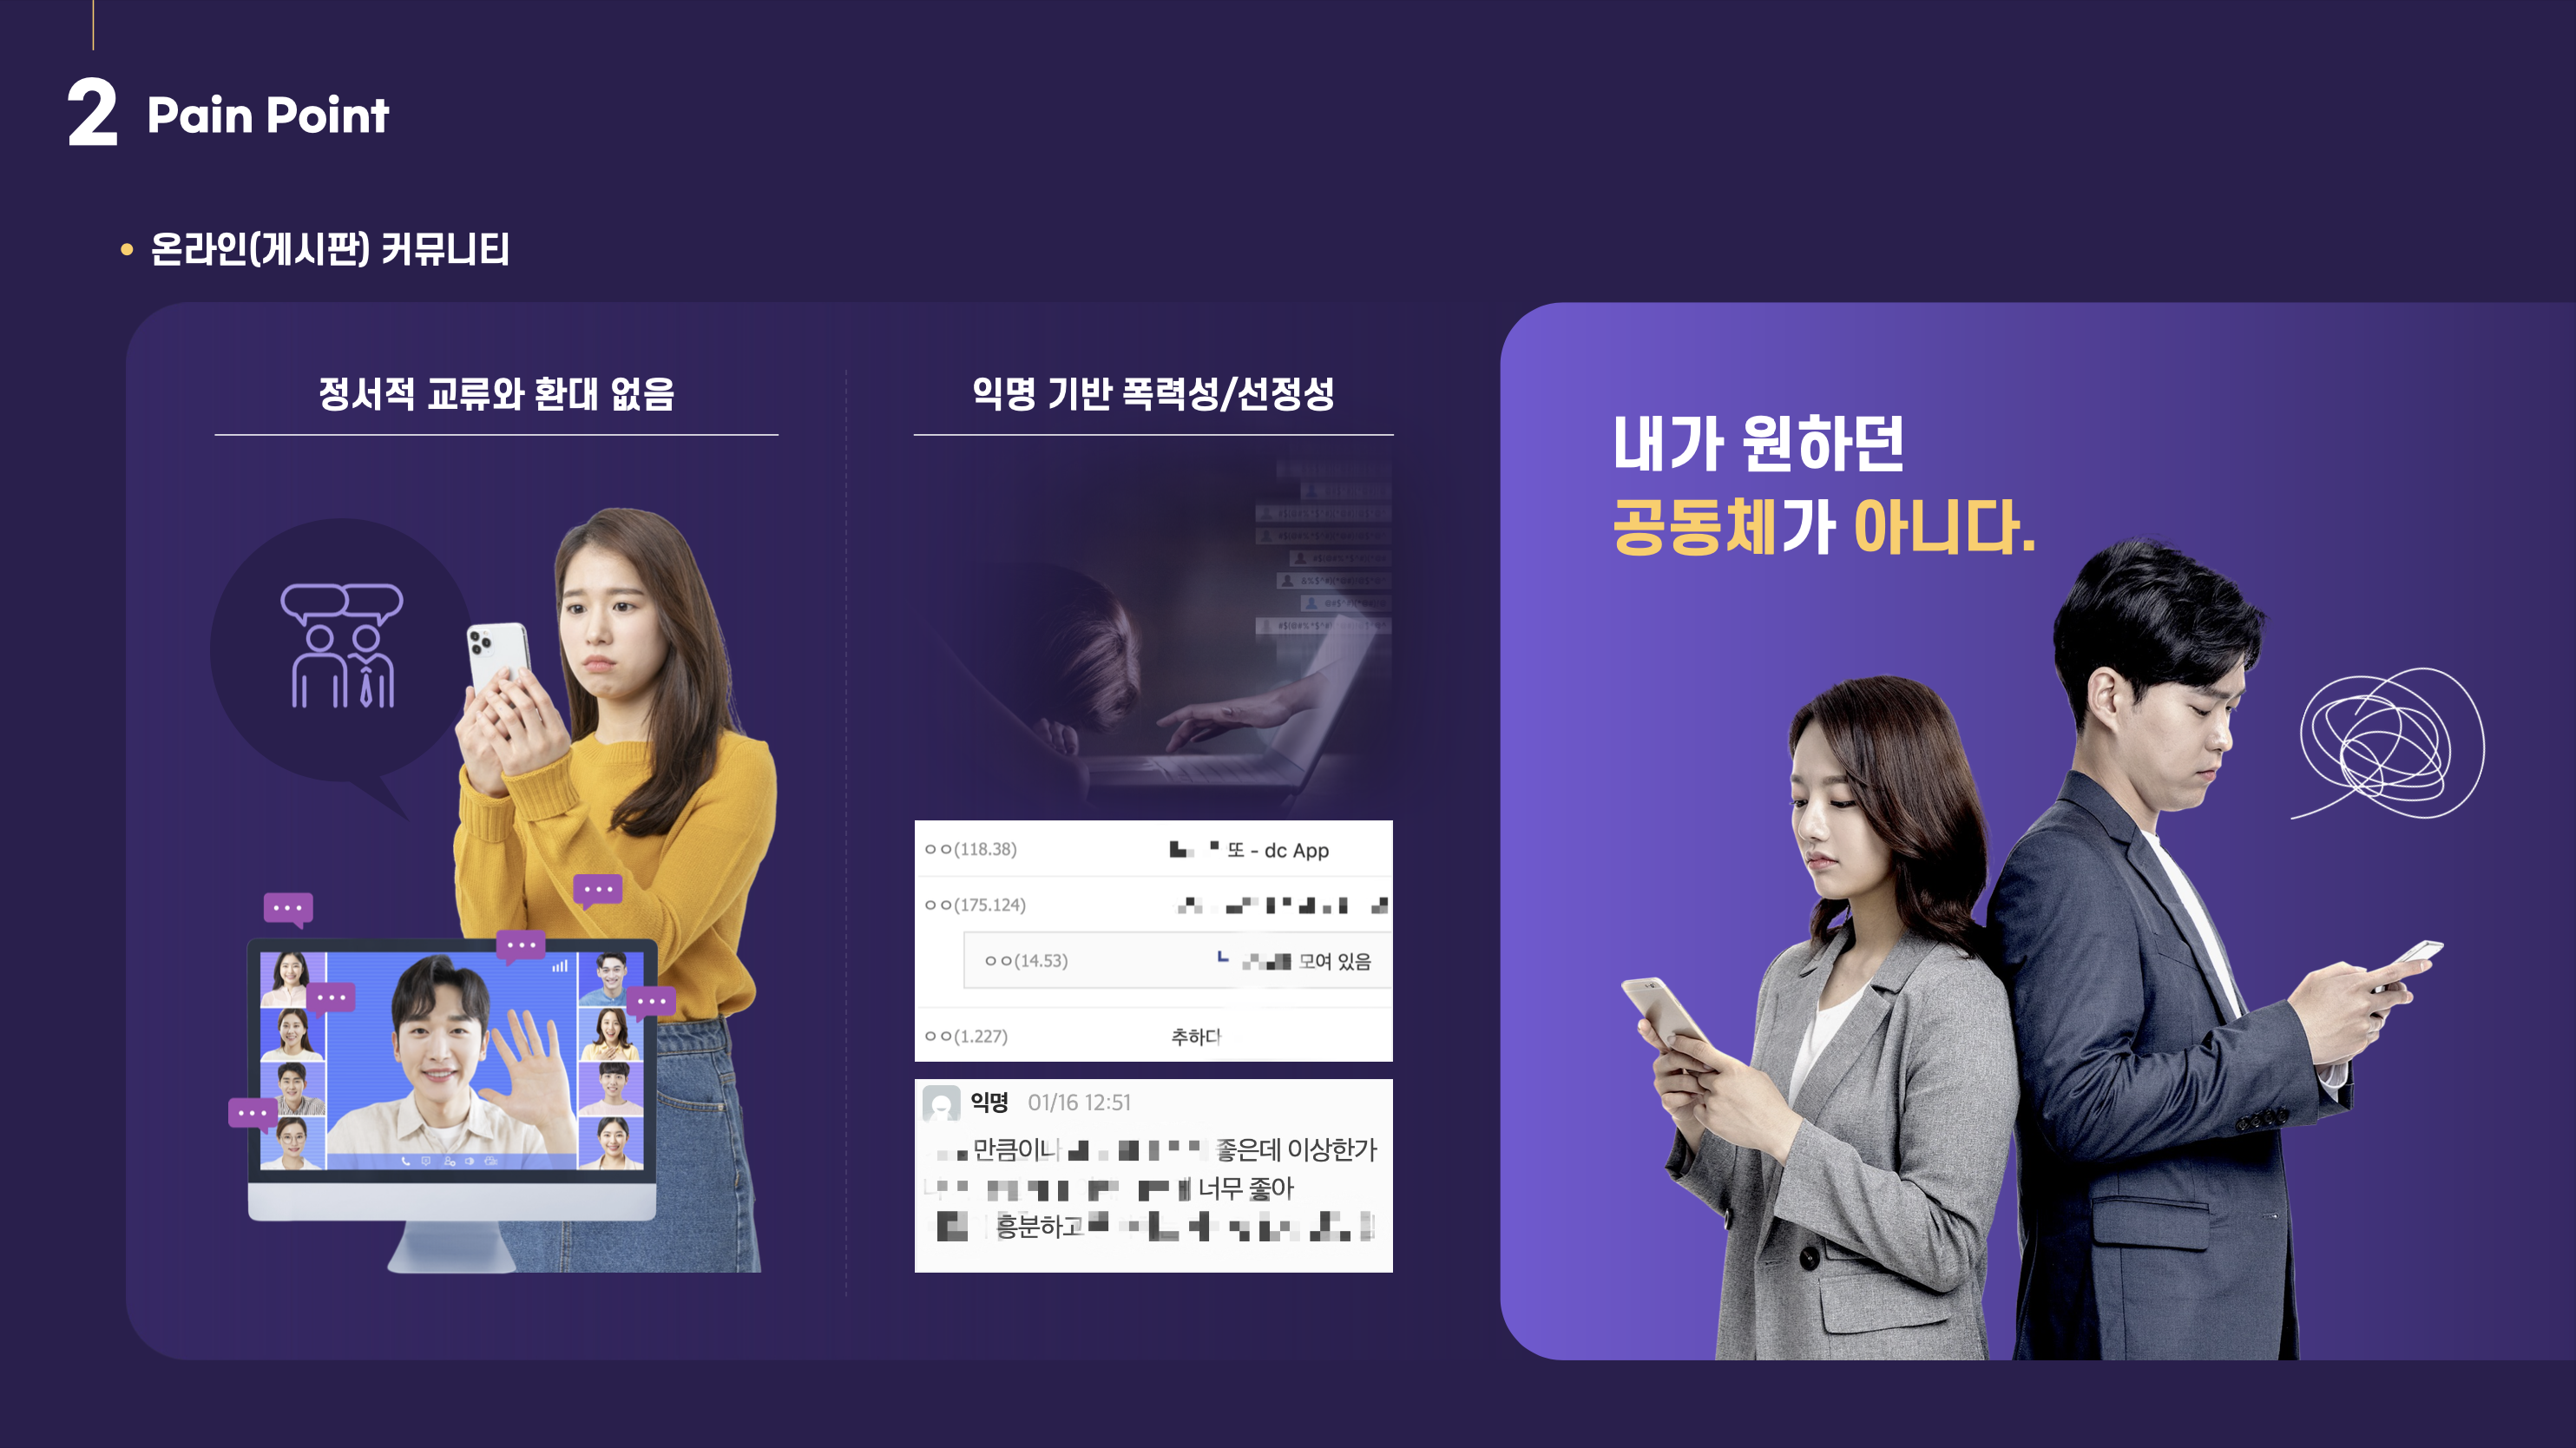 2 Pain Point
• 온라인(게시판) 커뮤니티
정서적 교류와 환대 없음
익명 기반 폭력성/선정성
내가 원하던
공동체가 아니다.
ㅇㅇ(118.38) 또 - dc App
ㅇㅇ(175.124)
ㅇㅇ(14.53) ㄴ 모여 있음
ㅇㅇ(1.227) 추하다
익명 01/16 12:51
만큼이나 좋은데 이상한가
너무 좋아
흥분하고